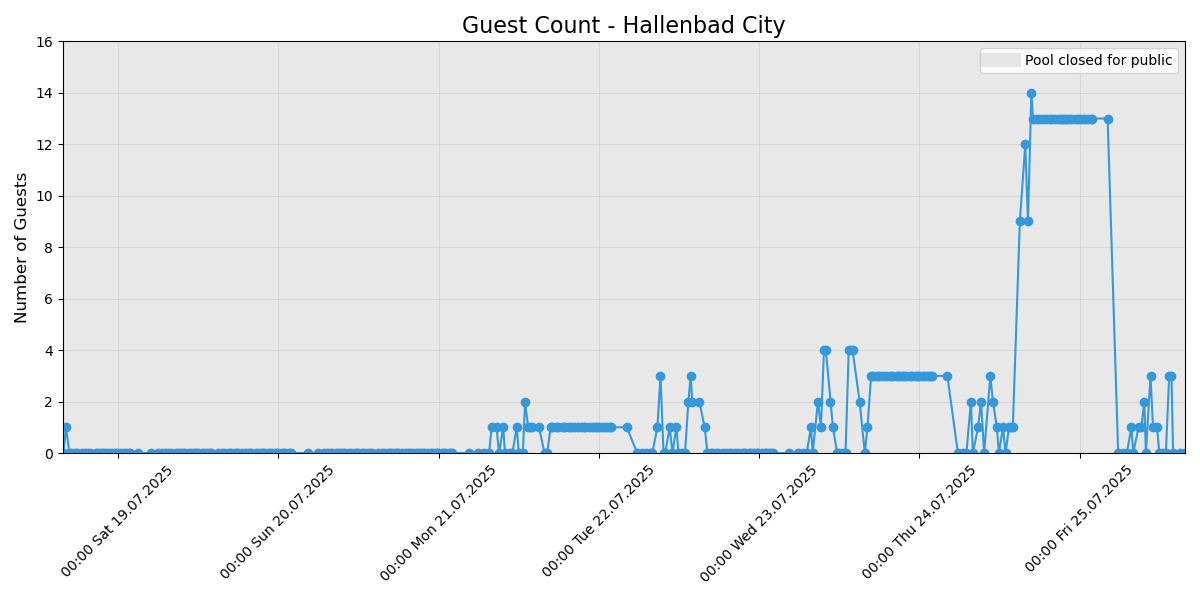 Guest Count - Hallenbad City
Pool closed for public
Number of Guests
16
14
12
10
8
6
4
2
0
00:00 Sat 19.07.2025
00:00 Sun 20.07.2025
00:00 Mon 21.07.2025
00:00 Tue 22.07.2025
00:00 Wed 23.07.2025
00:00 Thu 24.07.2025
00:00 Fri 25.07.2025